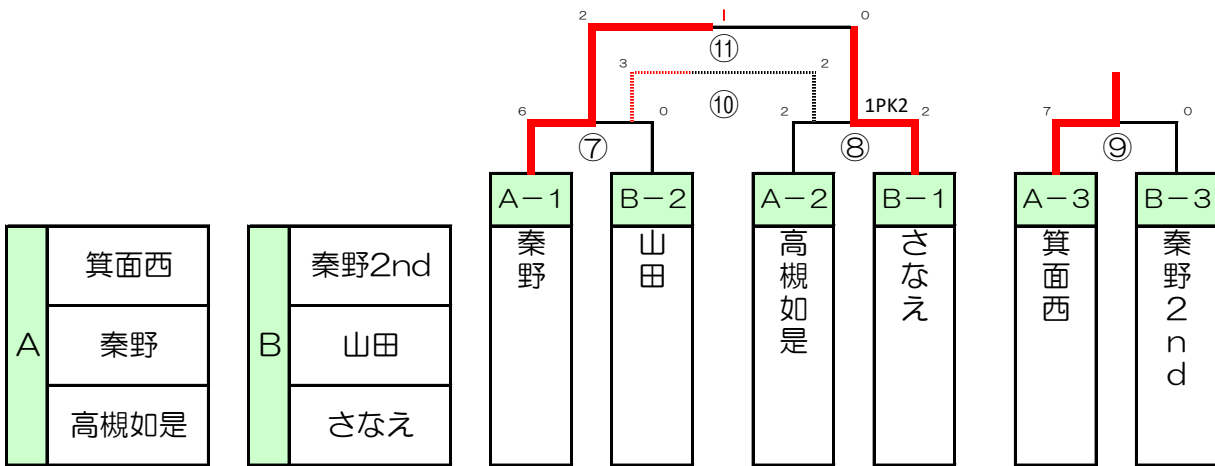 2 0
⑪
3 2
⑩
6 0 2 1PK2 2 7 0
⑦ ⑧ ⑨
A-1 B-2 A-2 B-1 A-3 B-3
秦野
山田
高槻如是
さなえ
箕面西
秦野2nd
A
箕面西
秦野
高槻如是
B
秦野2nd
山田
さなえ